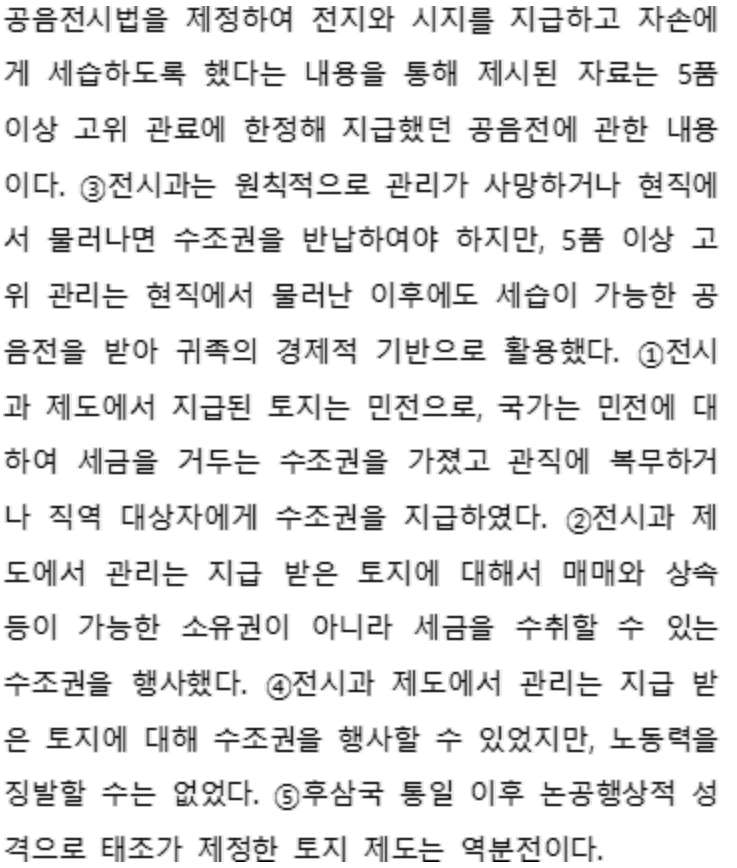 공음전시법을 제정하여 전지와 시지를 지급하고 자손에
게 세습하도록 했다는 내용을 통해 제시된 자료는 5품
이상 고위 관료에 한정해 지급했던 공음전에 관한 내용
이다. ③전시과는 원칙적으로 관리가 사망하거나 현직에
서 물러나면 수조권을 반납하여야 하지만, 5품 이상 고
위 관리는 현직에서 물러난 이후에도 세습이 가능한 공
음전을 받아 귀족의 경제적 기반으로 활용했다. ①전시
과 제도에서 지급된 토지는 민전으로, 국가는 민전에 대
하여 세금을 거두는 수조권을 가졌고 관직에 복무하거
나 직역 대상자에게 수조권을 지급하였다. ②전시과 제
도에서 관리는 지급 받은 토지에 대해서 매매와 상속
등이 가능한 소유권이 아니라 세금을 수취할 수 있는
수조권을 행사했다. ④전시과 제도에서 관리는 지급 받
은 토지에 대해 수조권을 행사할 수 있었지만, 노동력을
징발할 수는 없었다. ⑤후삼국 통일 이후 논공행상적 성
격으로 태조가 제정한 토지 제도는 역분전이다.